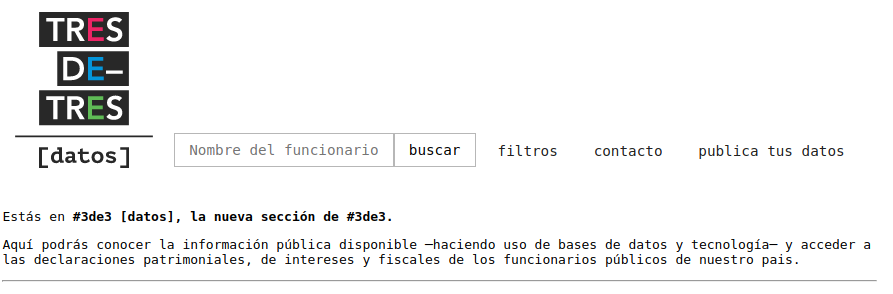 TRES
DE–
TRES
[datos]
Nombre del funcionario buscar filtros contacto publica tus datos
Estás en #3de3 [datos], la nueva sección de #3de3.
Aquí podrás conocer la información pública disponible —haciendo uso de bases de datos y tecnología— y acceder a
las declaraciones patrimoniales, de intereses y fiscales de los funcionarios públicos de nuestro pais.